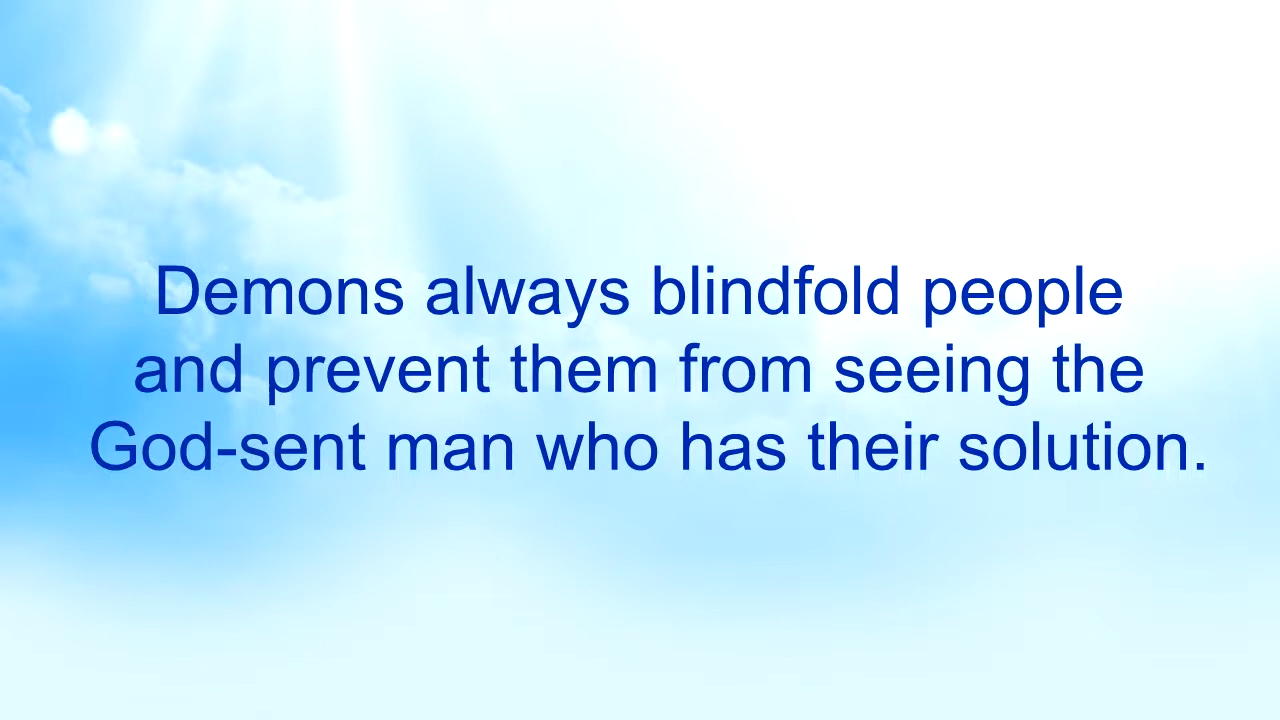 Demons always blindfold people
and prevent them from seeing the
God-sent man who has their solution.